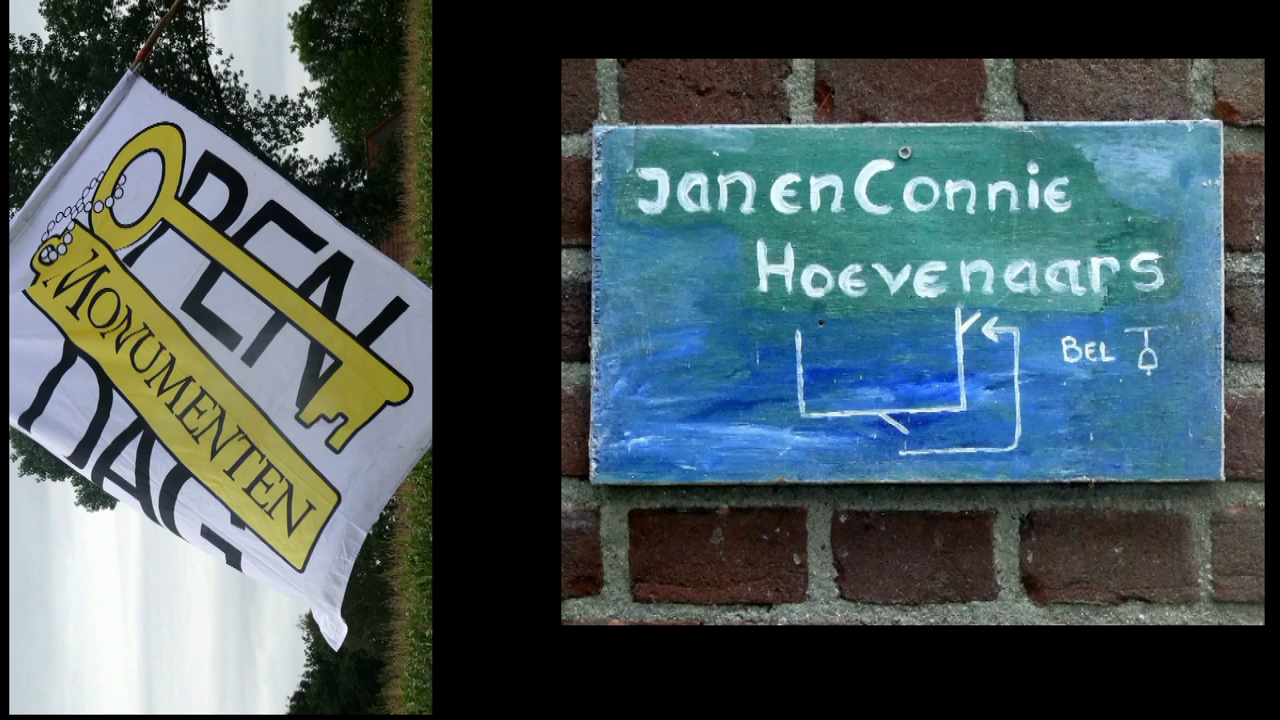 OPEN
MONUMENTEN
DAG
Jan en Connie
Hoevenaars
BEL